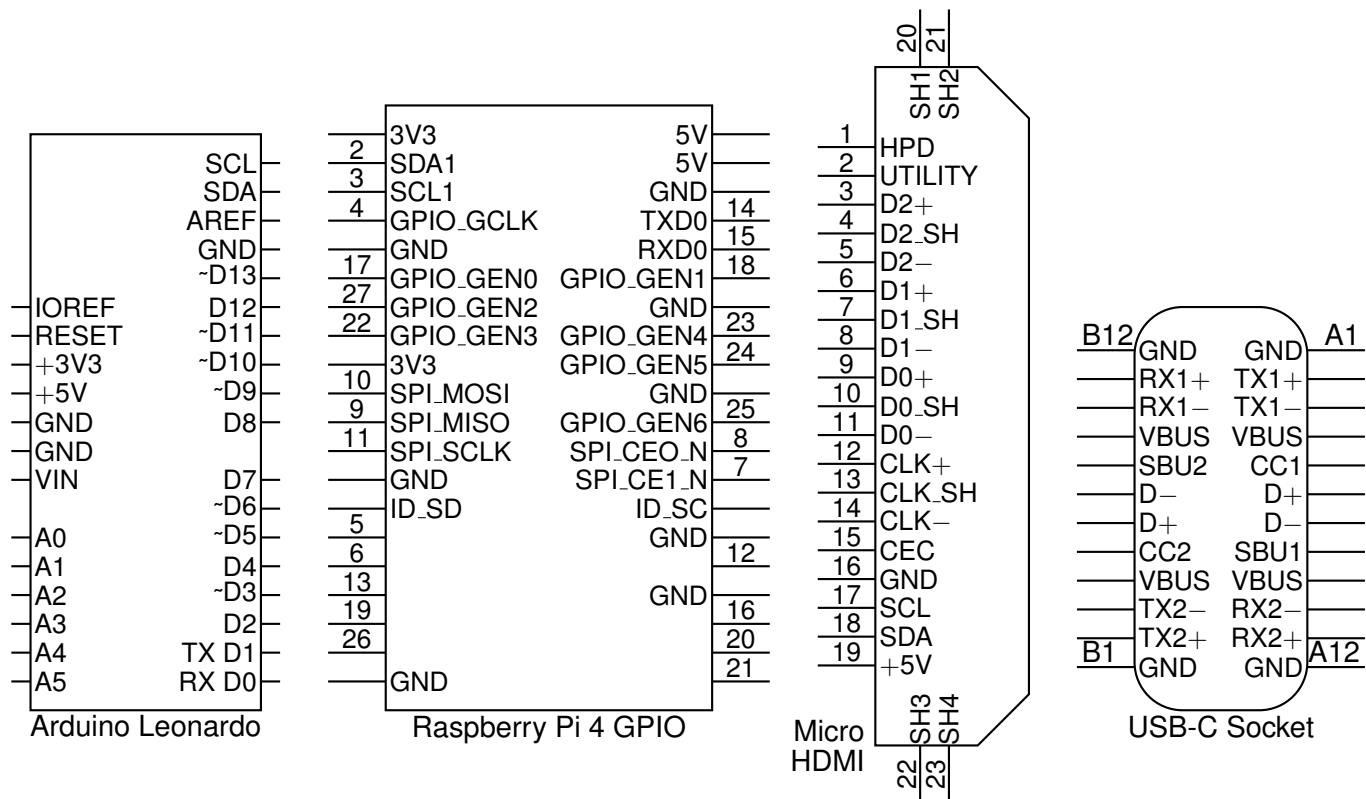 SCL
SDA
AREF
GND
~D13
IOREF D12
RESET ~D11
+3V3 ~D10
+5V ~D9
GND D8
GND
VIN D7
~D6
A0 ~D5
A1 D4
A2 ~D3
A3 D2
A4 TX D1
A5 RX D0
Arduino Leonardo
3V3 5V
2 SDA1 5V
3 SCL1 GND
4 GPIO_GCLK TXD0 14
GND RXD0 15
17 GPIO_GEN0 GPIO_GEN1 18
27 GPIO_GEN2 GND
22 GPIO_GEN3 GPIO_GEN4 23
3V3 GPIO_GEN5 24
10 SPI_MOSI GND
9 SPI_MISO GPIO_GEN6 25
11 SPI_SCLK SPI_CEO_N 8
GND SPI_CE1_N 7
ID_SD ID_SC
5 GND
6 12
13 GND
19 16
26 20
GND 21
Raspberry Pi 4 GPIO
20 21
SH1 SH2
1 HPD
2 UTILITY
3 D2+
4 D2_SH
5 D2−
6 D1+
7 D1_SH
8 D1−
9 D0+
10 D0_SH
11 D0−
12 CLK+
13 CLK_SH
14 CLK−
15 CEC
16 GND
17 SCL
18 SDA
19 +5V
SH3 SH4
22 23
Micro
HDMI
B12 GND GND A1
RX1+ TX1+
RX1− TX1−
VBUS VBUS
SBU2 CC1
D− D+
D+ D−
CC2 SBU1
VBUS VBUS
TX2− RX2−
TX2+ RX2+
B1 GND GND A12
USB-C Socket